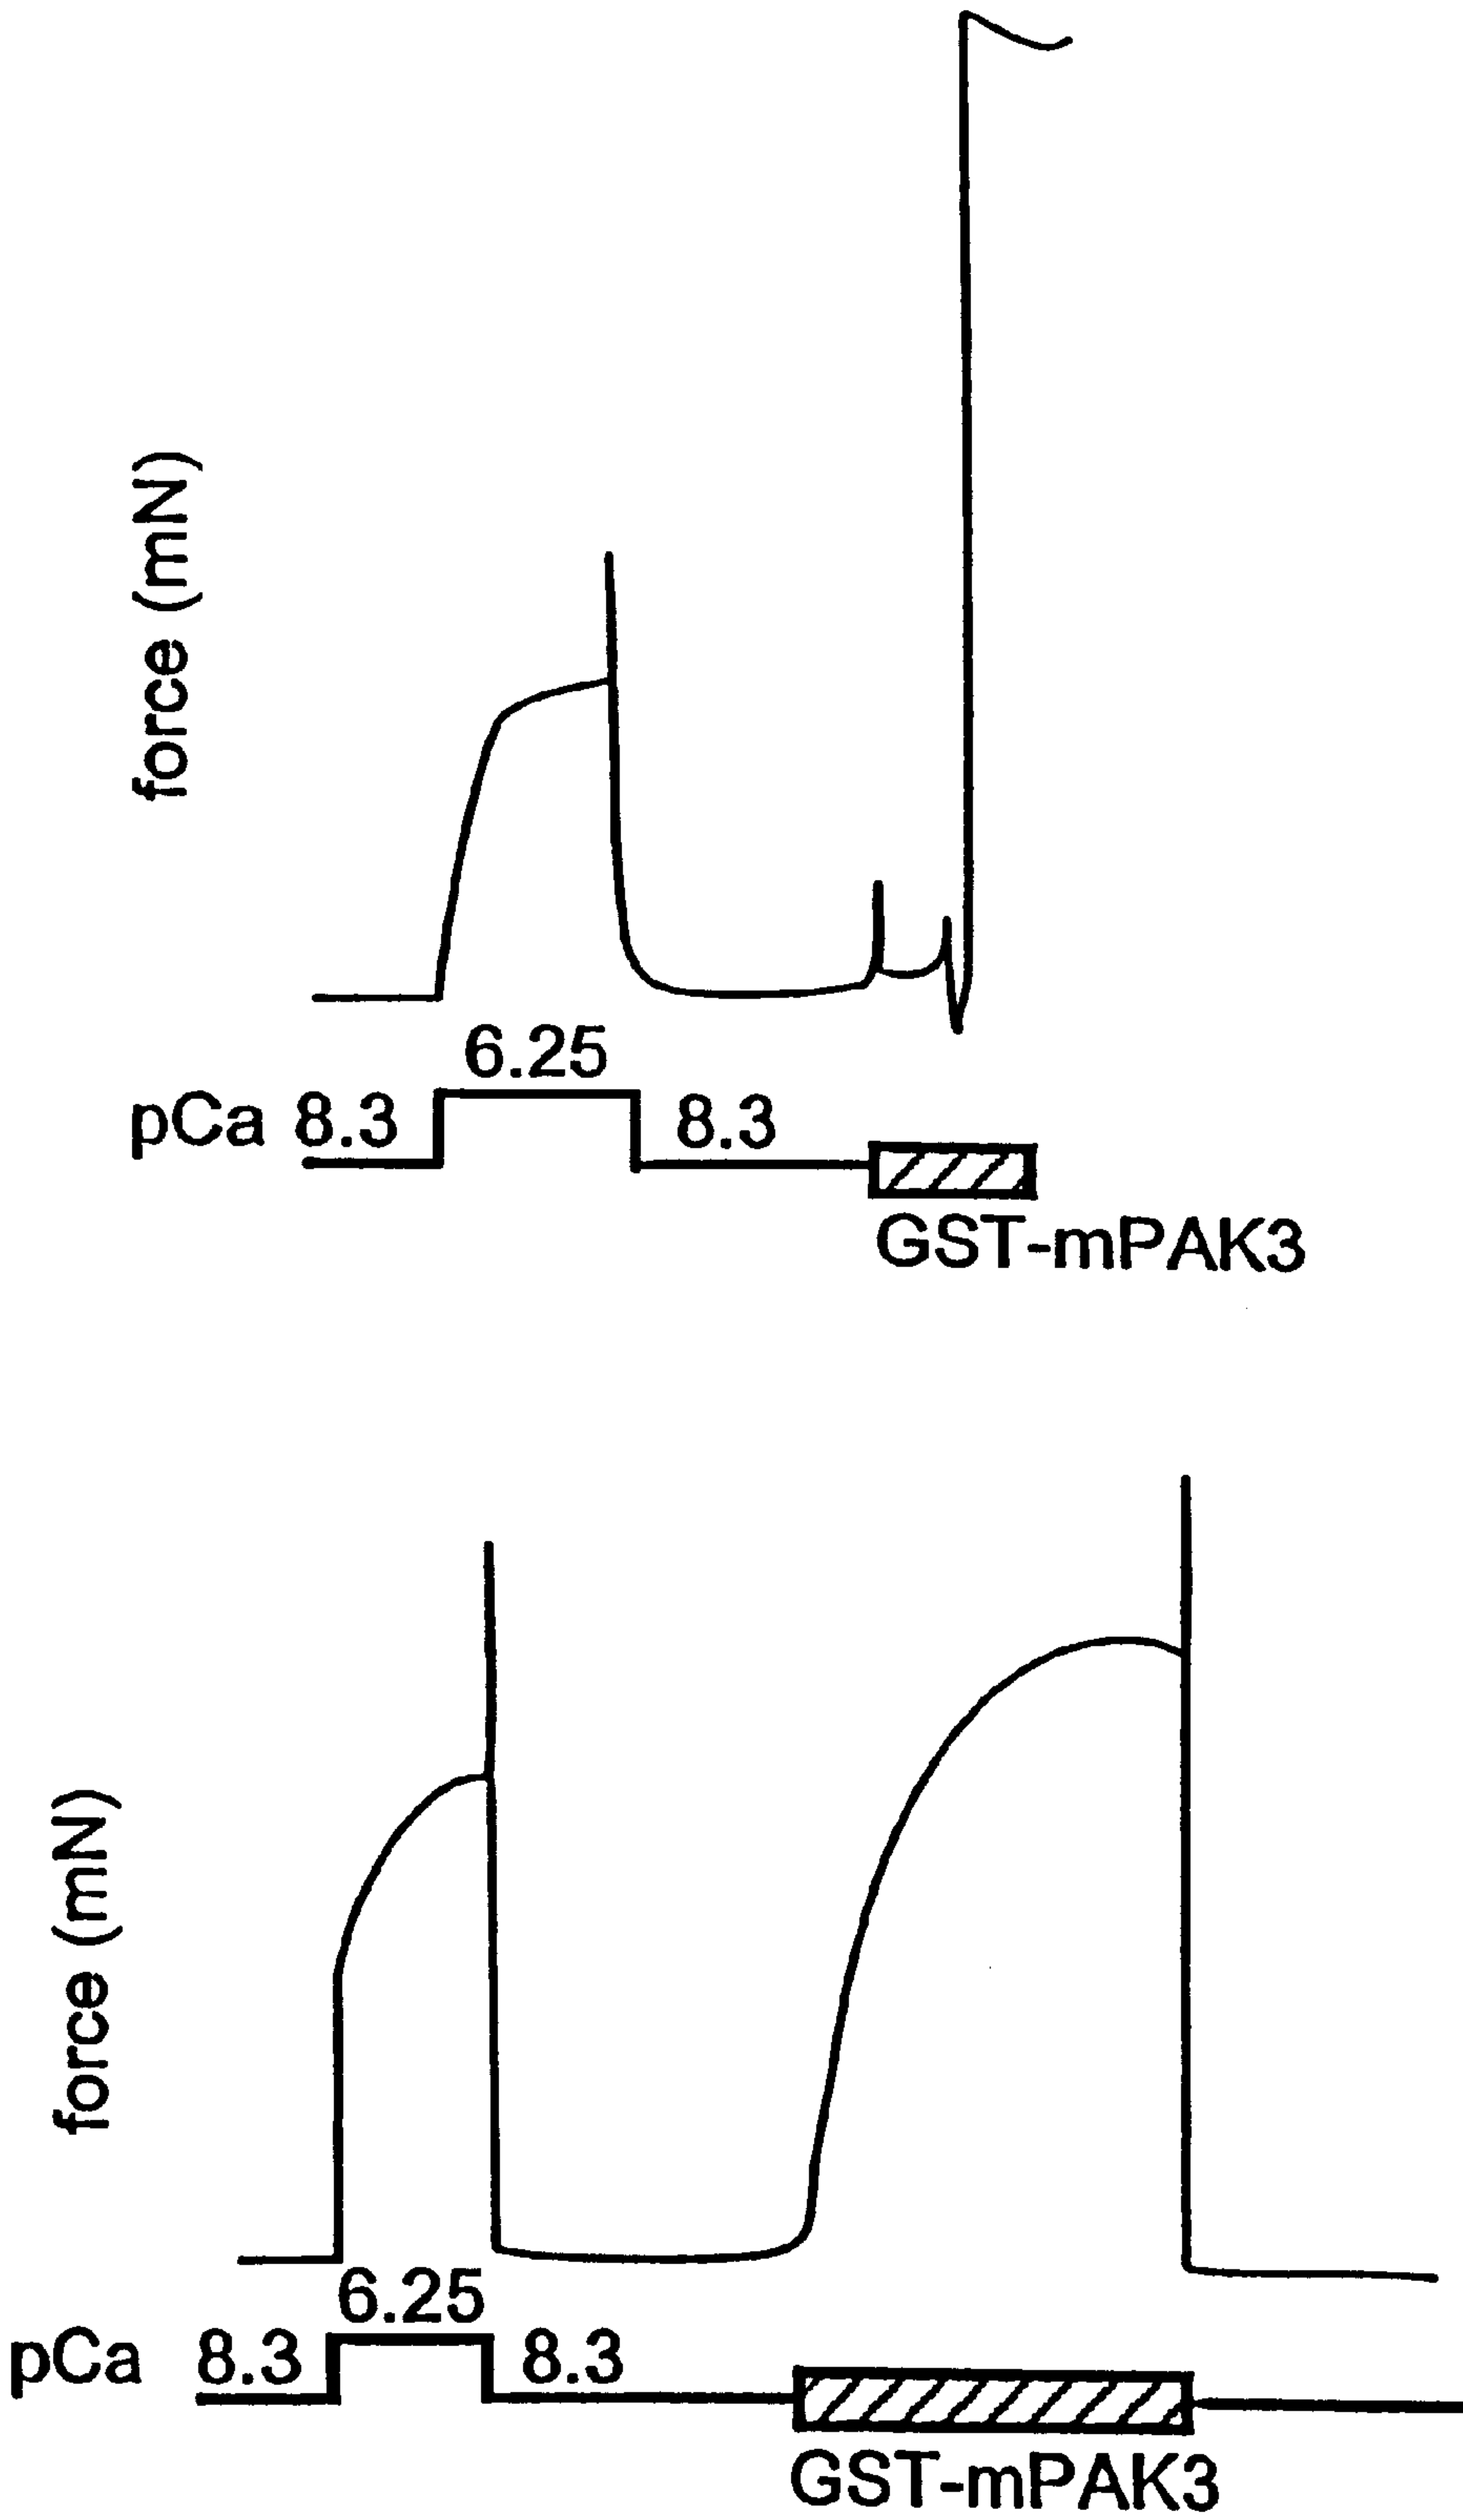 force (mN)
6.25
pCa 8.3
8.3
GST-mPAK3
force (mN)
6.25
pCa 8.3
8.3
GST-mPAK3